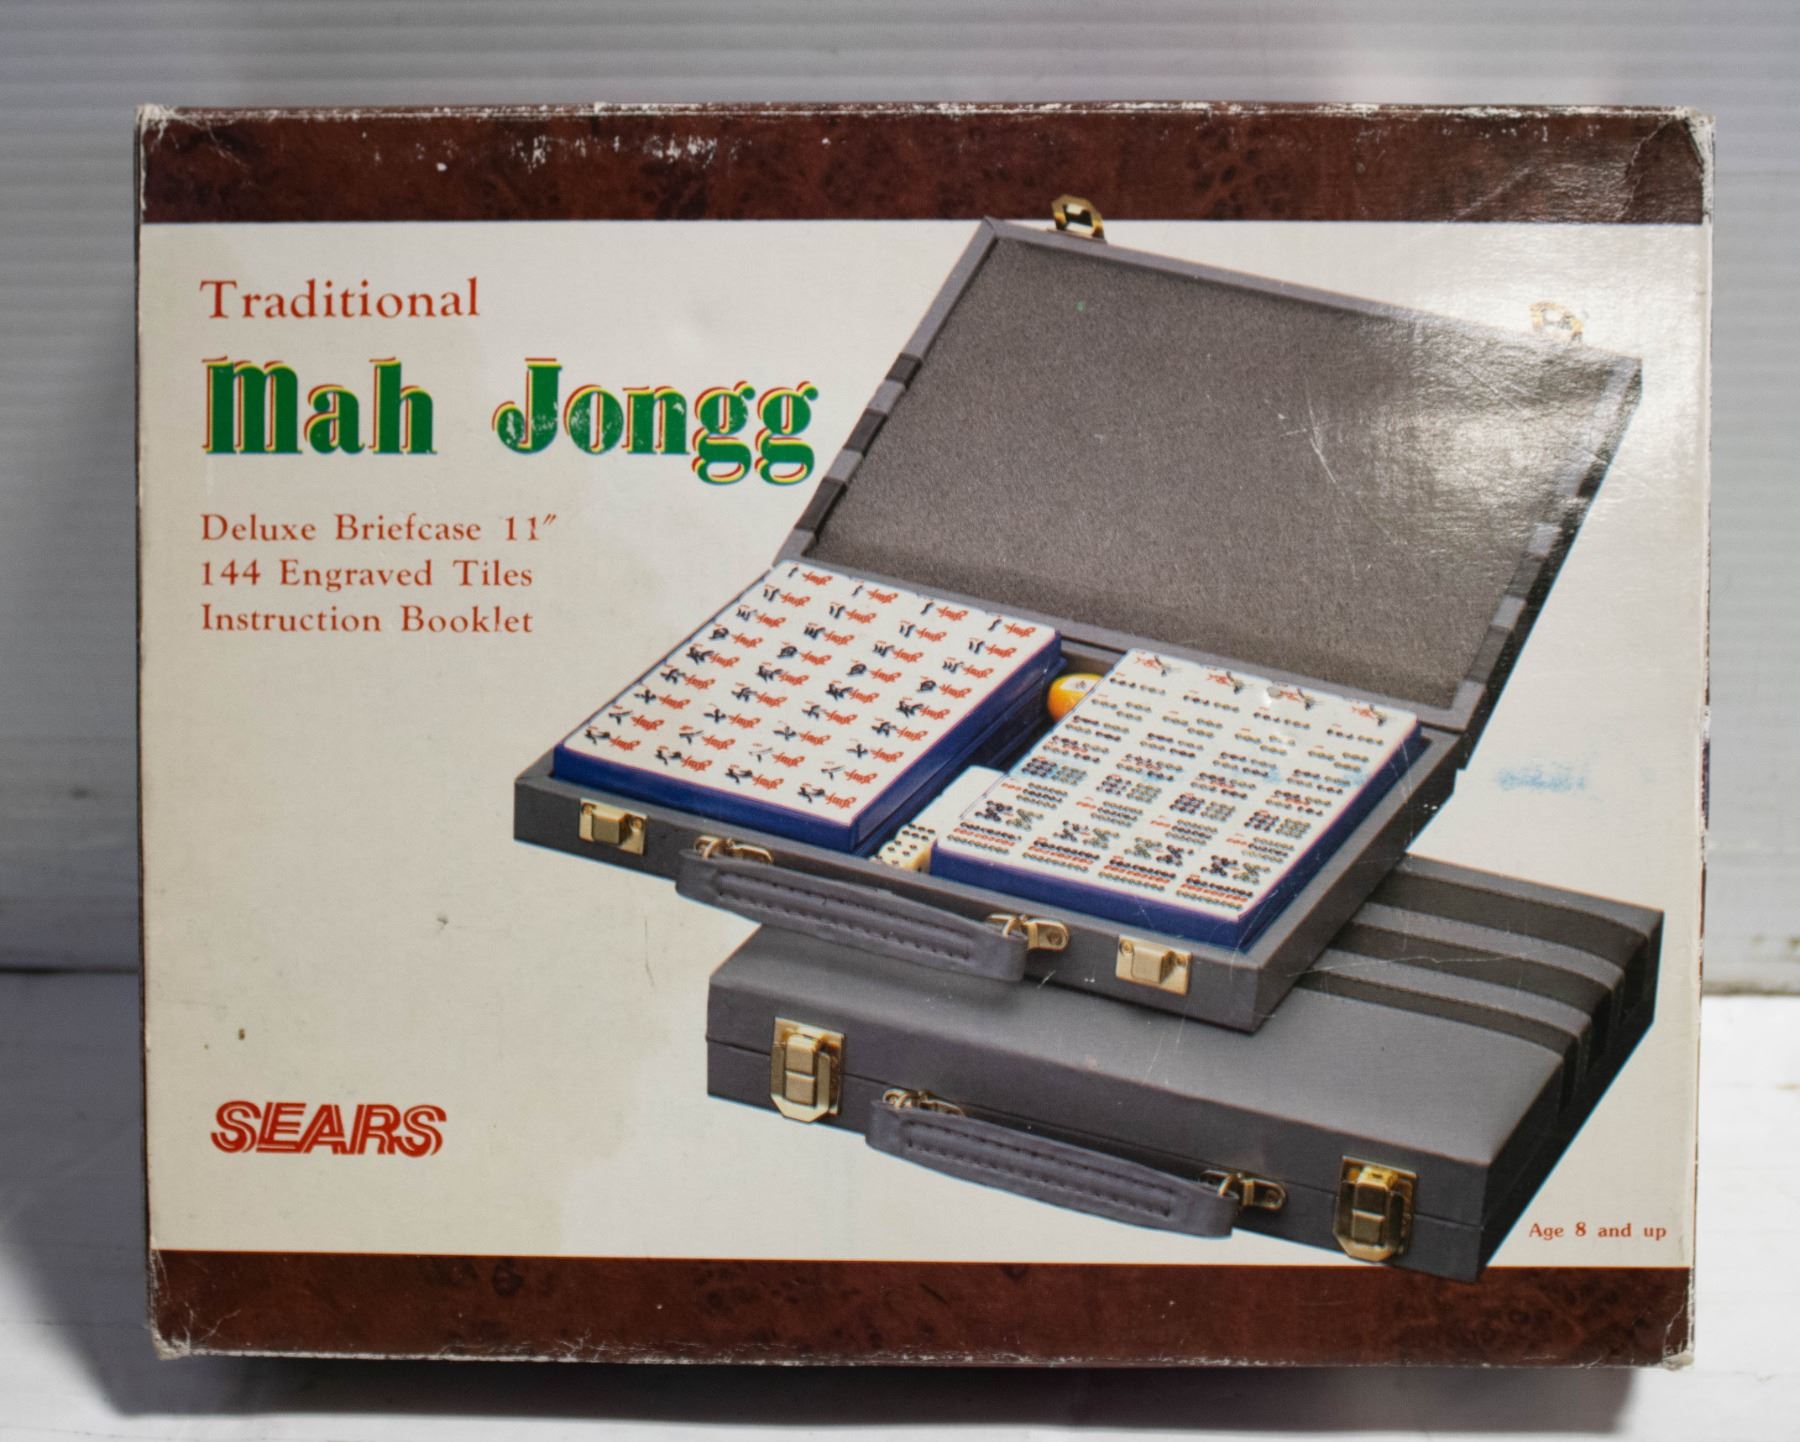 Traditional
Mah Jongg
Deluxe Briefcase 11"
144 Engraved Tiles
Instruction Booklet
SEARS
Age 8 and up